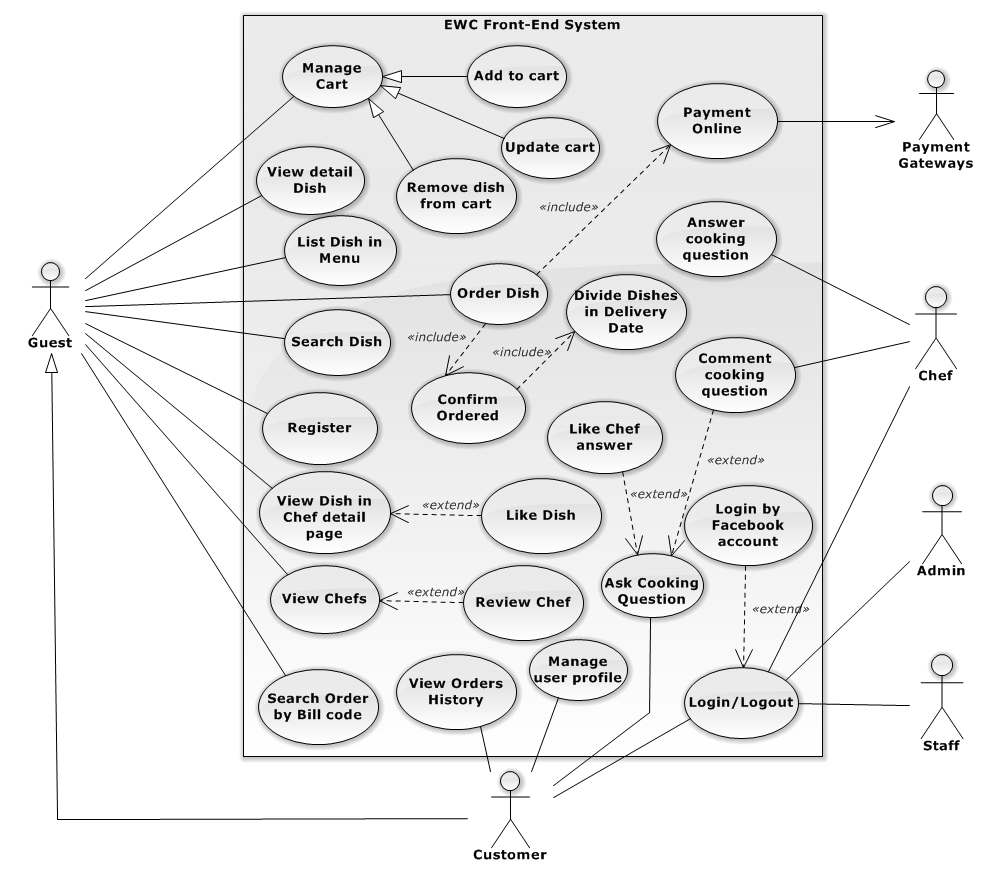 EWC Front-End System
Manage
Cart
Add to cart
Payment
Online
Payment
Gateways
Update cart
View detail
Dish
Remove dish
from cart
«include»
List Dish in
Menu
Answer
cooking
question
Order Dish
Divide Dishes
in Delivery
Date
Guest
Search Dish
«include»
«include»
Comment
cooking
question
Chef
Confirm
Ordered
Register
Like Chef
answer
«extend»
View Dish in
Chef detail
page
«extend»
Like Dish
«extend»
Login by
Facebook
account
Admin
View Chefs
«extend»
Review Chef
Ask Cooking
Question
«extend»
Search Order
by Bill code
View Orders
History
Manage
user profile
Login/Logout
Staff
Customer